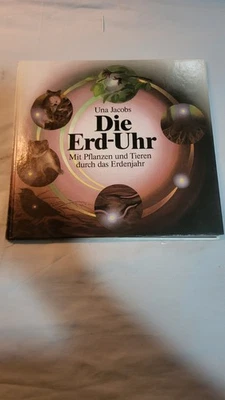 Una Jacobs
Die
Erd-Uhr
Mit Pflanzen und Tieren
durch das Erdenjahr